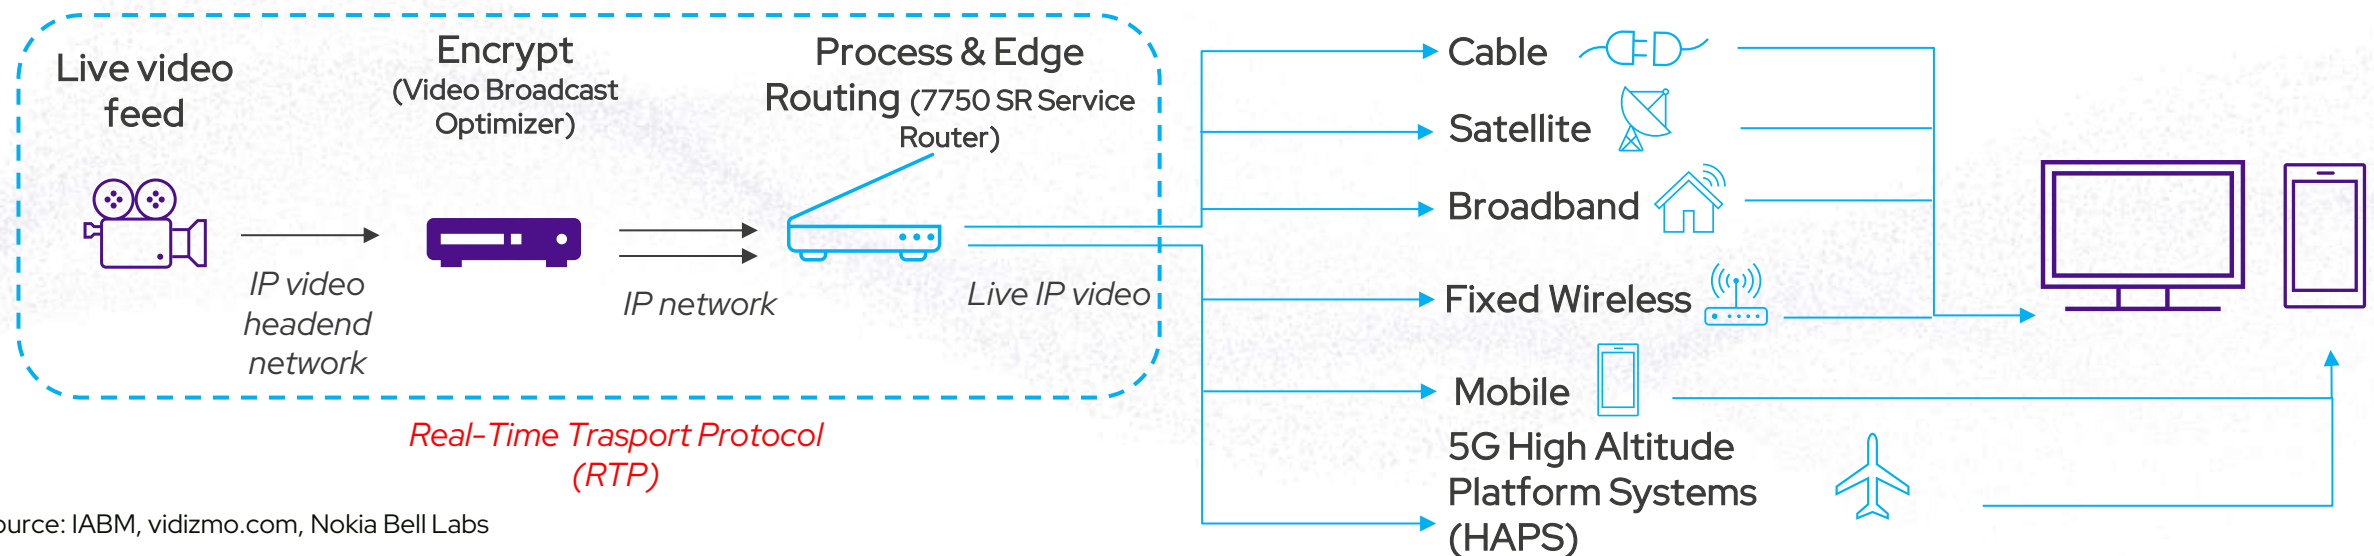 Live video
feed
Encrypt
(Video Broadcast
Optimizer)
Process & Edge
Routing (7750 SR Service
Router)
IP video
headend
network
IP network
Live IP video
Real-Time Trasport Protocol
(RTP)
Cable
Satellite
Broadband
Fixed Wireless
Mobile
5G High Altitude
Platform Systems
(HAPS)
ource: IABM, vidizmo.com, Nokia Bell Labs